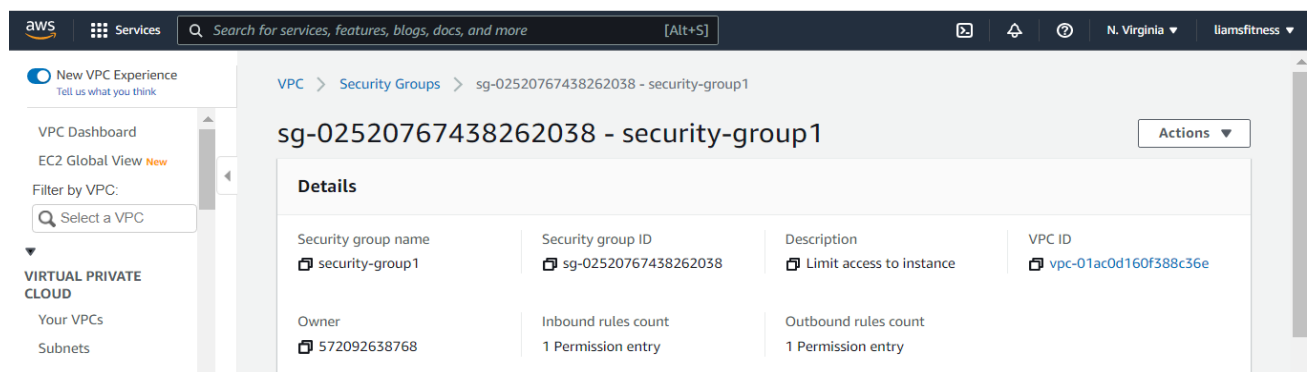 aws Services Search for services, features, blogs, docs, and more [Alt+S] N. Virginia ▼ liamsfitness ▼
New VPC Experience
Tell us what you think
VPC Dashboard
EC2 Global View New
Filter by VPC:
Select a VPC
VIRTUAL PRIVATE
CLOUD
Your VPCs
Subnets
VPC > Security Groups > sg-02520767438262038 - security-group1
sg-02520767438262038 - security-group1
Actions ▼
Details
Security group name
security-group1
Security group ID
sg-02520767438262038
Description
Limit access to instance
VPC ID
vpc-01ac0d160f388c36e
Owner
572092638768
Inbound rules count
1 Permission entry
Outbound rules count
1 Permission entry